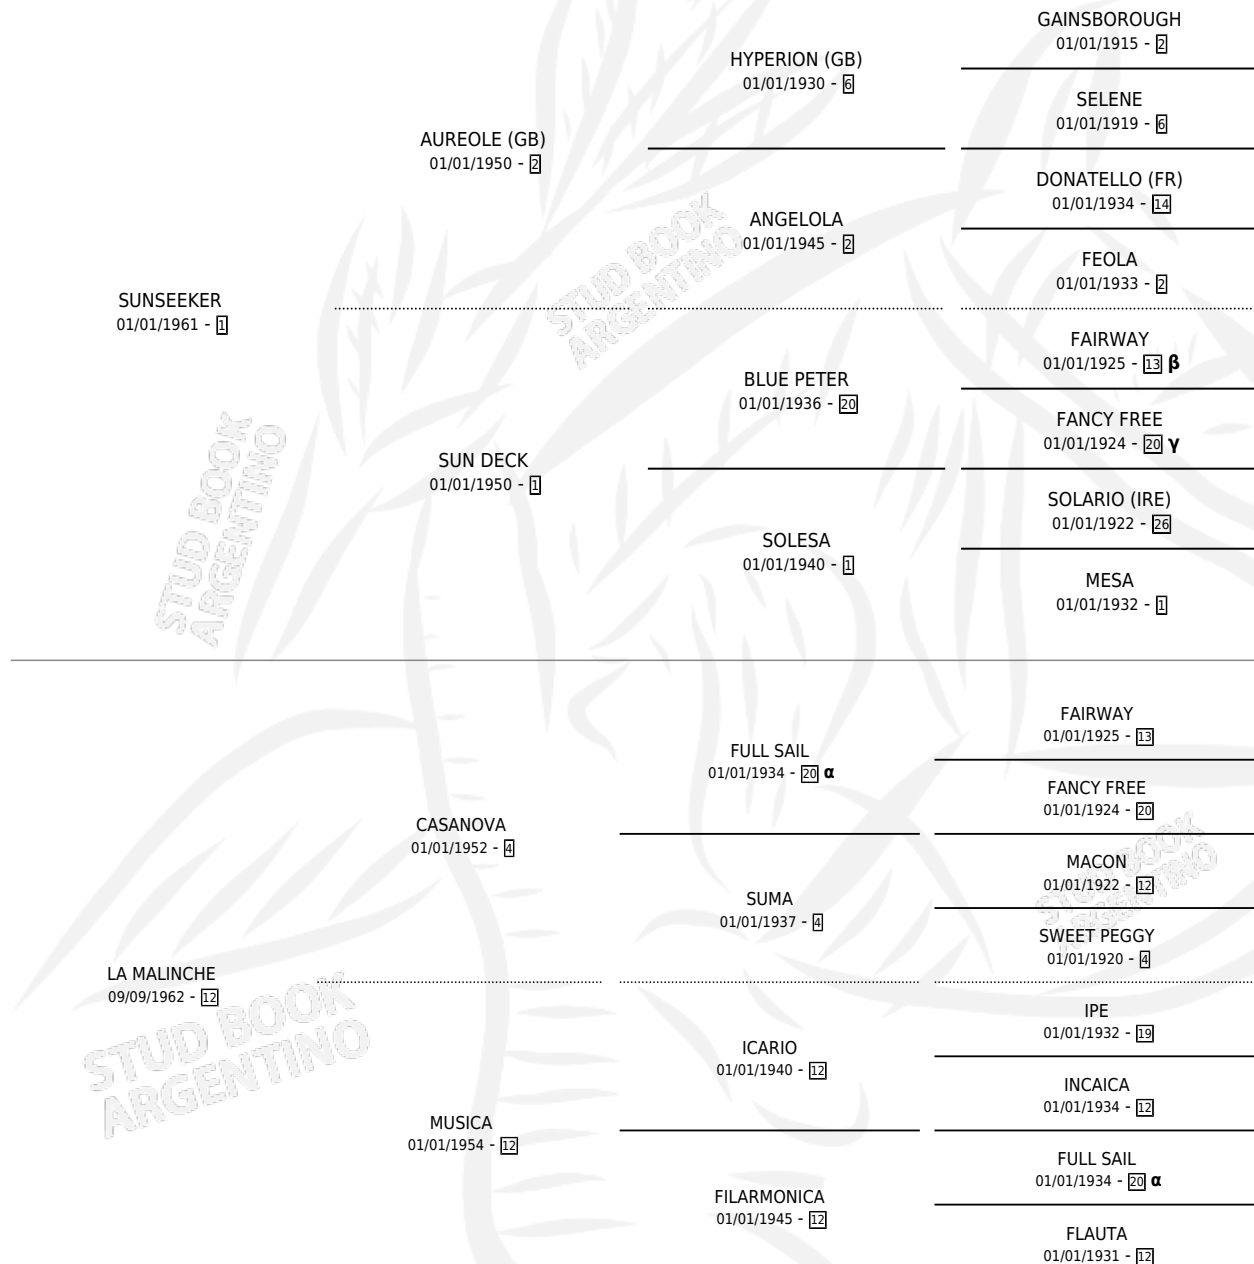 GAINSBOROUGH
01/01/1915 - 2
HYPERION (GB)
01/01/1930 - 6
SELENE
01/01/1919 - 6
AUREOLE (GB)
01/01/1950 - 2
DONATELLO (FR)
01/01/1934 - 14
ANGELOLA
01/01/1945 - 2
FEOLA
01/01/1933 - 2
SUNSEEKER
01/01/1961 - 1
FAIRWAY
01/01/1925 - 13 β
BLUE PETER
01/01/1936 - 20
FANCY FREE
01/01/1924 - 20 γ
SUN DECK
01/01/1950 - 1
SOLARIO (IRE)
01/01/1922 - 26
SOLESA
01/01/1940 - 1
MESA
01/01/1932 - 1
FAIRWAY
01/01/1925 - 13
FULL SAIL
01/01/1934 - 20 α
FANCY FREE
01/01/1924 - 20
CASANOVA
01/01/1952 - 4
MACON
01/01/1922 - 12
SUMA
01/01/1937 - 4
SWEET PEGGY
01/01/1920 - 4
LA MALINCHE
09/09/1962 - 12
IPE
01/01/1932 - 19
ICARIO
01/01/1940 - 12
INCAICA
01/01/1934 - 12
MUSICA
01/01/1954 - 12
FULL SAIL
01/01/1934 - 20 α
FILARMONICA
01/01/1945 - 12
FLAUTA
01/01/1931 - 12
STUD BOOK
ARGENTINO
STUD BOOK
ARGENTINO
STUD BOOK
ARGENTINO
STUD BOOK
ARGENTINO